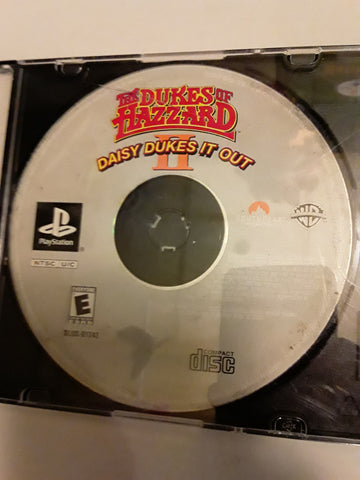 THE DUKES OF
HAZZARD
II
DAISY DUKES IT OUT
PlayStation
NTSC U/C
E
COMPACT
disc